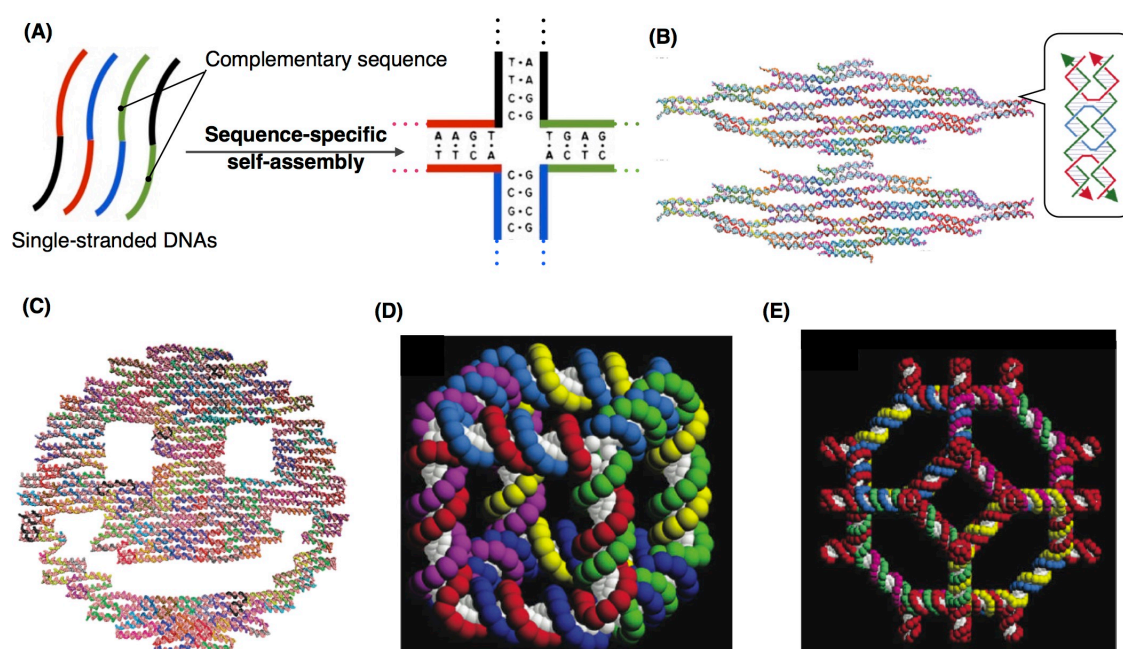 (A)
Complementary sequence
Sequence-specific
self-assembly
Single-stranded DNAs
T·A
T·A
C·G
C·G
A A G T
T T C A
T G A G
A C T C
C·G
C·G
G·C
C·G
(B)
(C)
(D)
(E)